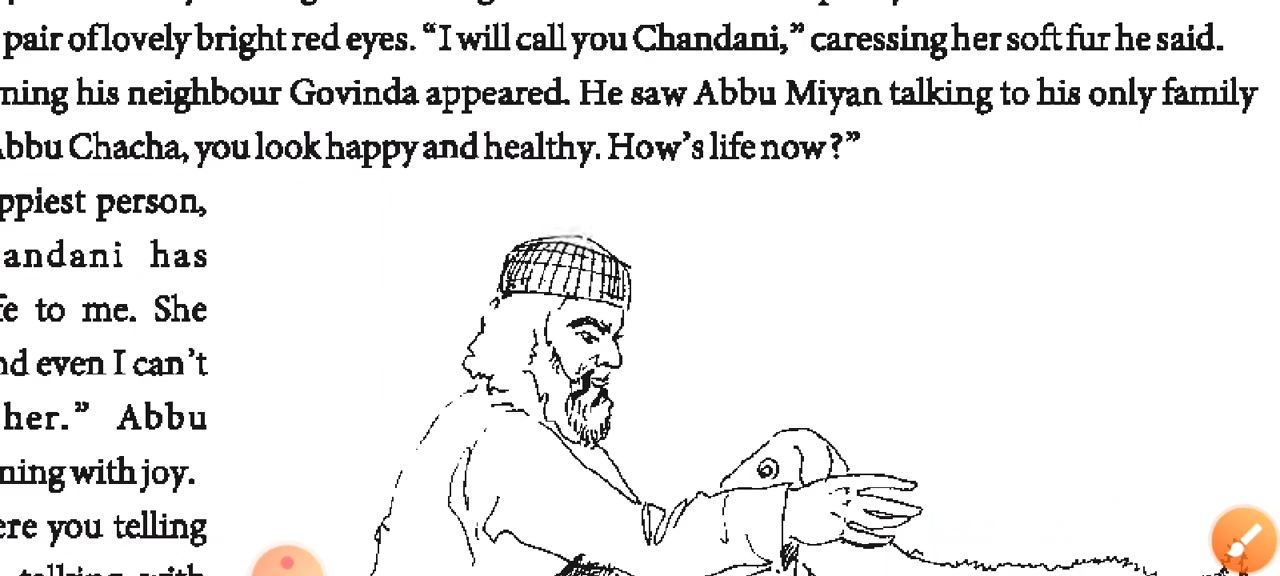 pair of lovely bright red eyes. “I will call you Chandani,” caressing her soft fur he said.
his neighbour Govinda appeared. He saw Abbu Miyan talking to his only family
Chacha, you look happy and healthy. How’s life now?”
person,
has
to me. She
even I can’t
her.” Abbu
with joy.
you telling
talking with